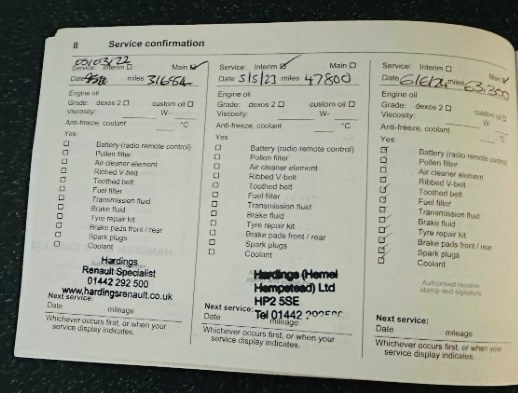 8 Service confirmation
05/03/22
Service: Interim ☐ Main ☑
Date miles 31654
Engine oil
Grade: dexos 2 ☐ custom oil ☐
Viscosity: W-
Anti-freeze, coolant °C
Yes
☐ Battery (radio remote control)
☐ Pollen filter
☐ Air cleaner element
☐ Ribbed V-belt
☐ Toothed belt
☐ Fuel filter
☐ Transmission fluid
☐ Brake fluid
☐ Tyre repair kit
☐ Brake pads front / rear
☐ Spark plugs
☐ Coolant
Hardings
Renault Specialist
01442 292 500
www.hardingsrenault.co.uk
Next service:
Date mileage
Whichever occurs first, or when your
service display indicates.
Service: Interim ☑ Main ☐
Date 5/5/23 miles 47800
Engine oil
Grade: dexos 2 ☐ custom oil ☐
Viscosity: W-
Anti-freeze, coolant °C
Yes
☐ Battery (radio remote control)
☐ Pollen filter
☐ Air cleaner element
☐ Ribbed V-belt
☐ Toothed belt
☐ Fuel filter
☐ Transmission fluid
☐ Brake fluid
☐ Tyre repair kit
☐ Brake pads front / rear
☐ Spark plugs
☐ Coolant
Hardings (Hemel
Hempstead) Ltd
HP2 5SE
Tel 01442
Next service:
Date mileage
Whichever occurs first, or when your
service display indicates.
Service: Interim ☐ Main ☑
Date 6/6/24 miles 63,300
Engine oil
Grade: dexos 2 ☐ custom oil ☐
Viscosity: W-
Anti-freeze, coolant °C
Yes
☑ Battery (radio remote control)
☐ Pollen filter
☐ Air cleaner element
☑ Ribbed V-belt
☑ Toothed belt
☐ Fuel filter
☑ Transmission fluid
☑ Brake fluid
☑ Tyre repair kit
☑ Brake pads front / rear
☑ Spark plugs
☑ Coolant
Authorised repairer
stamp and signature
Next service:
Date mileage
Whichever occurs first, or when your
service display indicates.